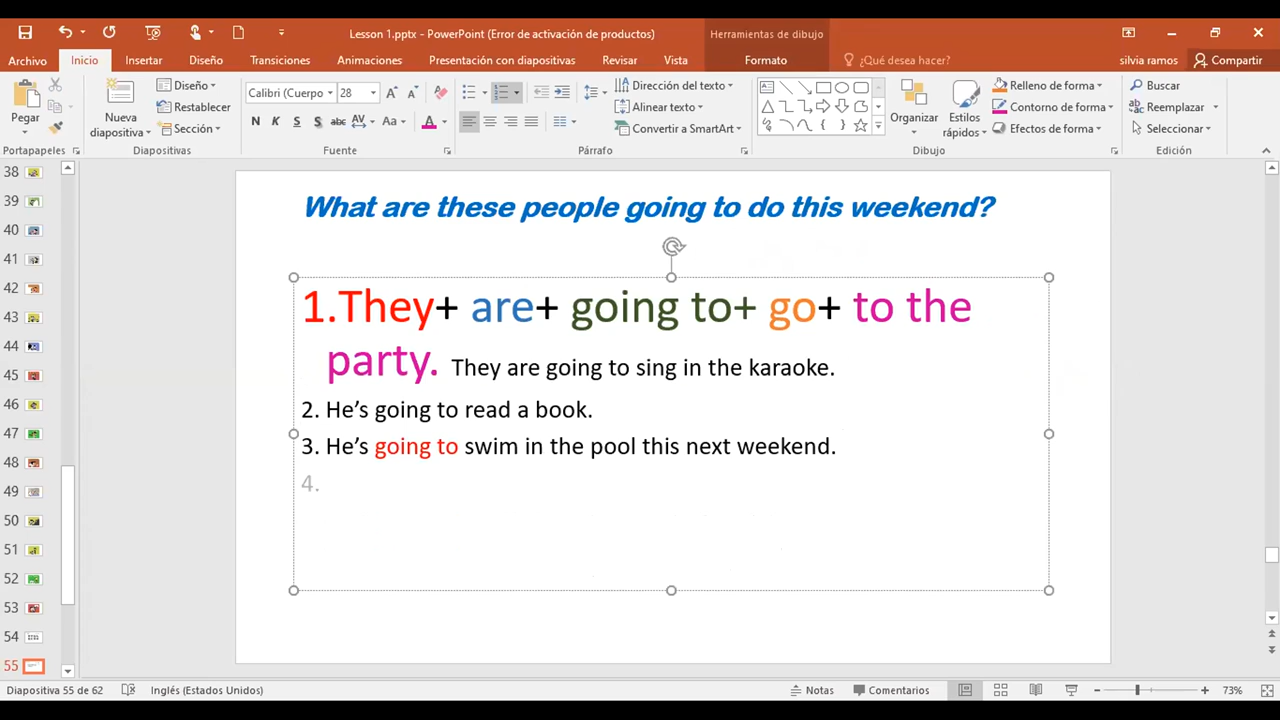 Lesson 1.pptx - PowerPoint (Error de activación de productos)
Herramientas de dibujo
Archivo Inicio Insertar Diseño Transiciones Animaciones Presentación con diapositivas Revisar Vista Formato ¿Qué desea hacer? silvia ramos Compartir
Pegar
Nueva diapositiva
Diseño
Restablecer
Sección
Calibri (Cuerpo) 28
N K S S abc AV Aa A
Dirección del texto
Alinear texto
Convertir a SmartArt
Organizar
Estilos rápidos
Relleno de forma
Contorno de forma
Efectos de forma
Buscar
Reemplazar
Seleccionar
Portapapeles Diapositivas Fuente Párrafo Dibujo Edición
38
39
40
41
42
43
44
45
46
47
48
49
50
51
52
53
54
55
What are these people going to do this weekend?
1.They+ are+ going to+ go+ to the
party. They are going to sing in the karaoke.
2. He’s going to read a book.
3. He’s going to swim in the pool this next weekend.
4.
Diapositiva 55 de 62 Inglés (Estados Unidos) Notas Comentarios 73%